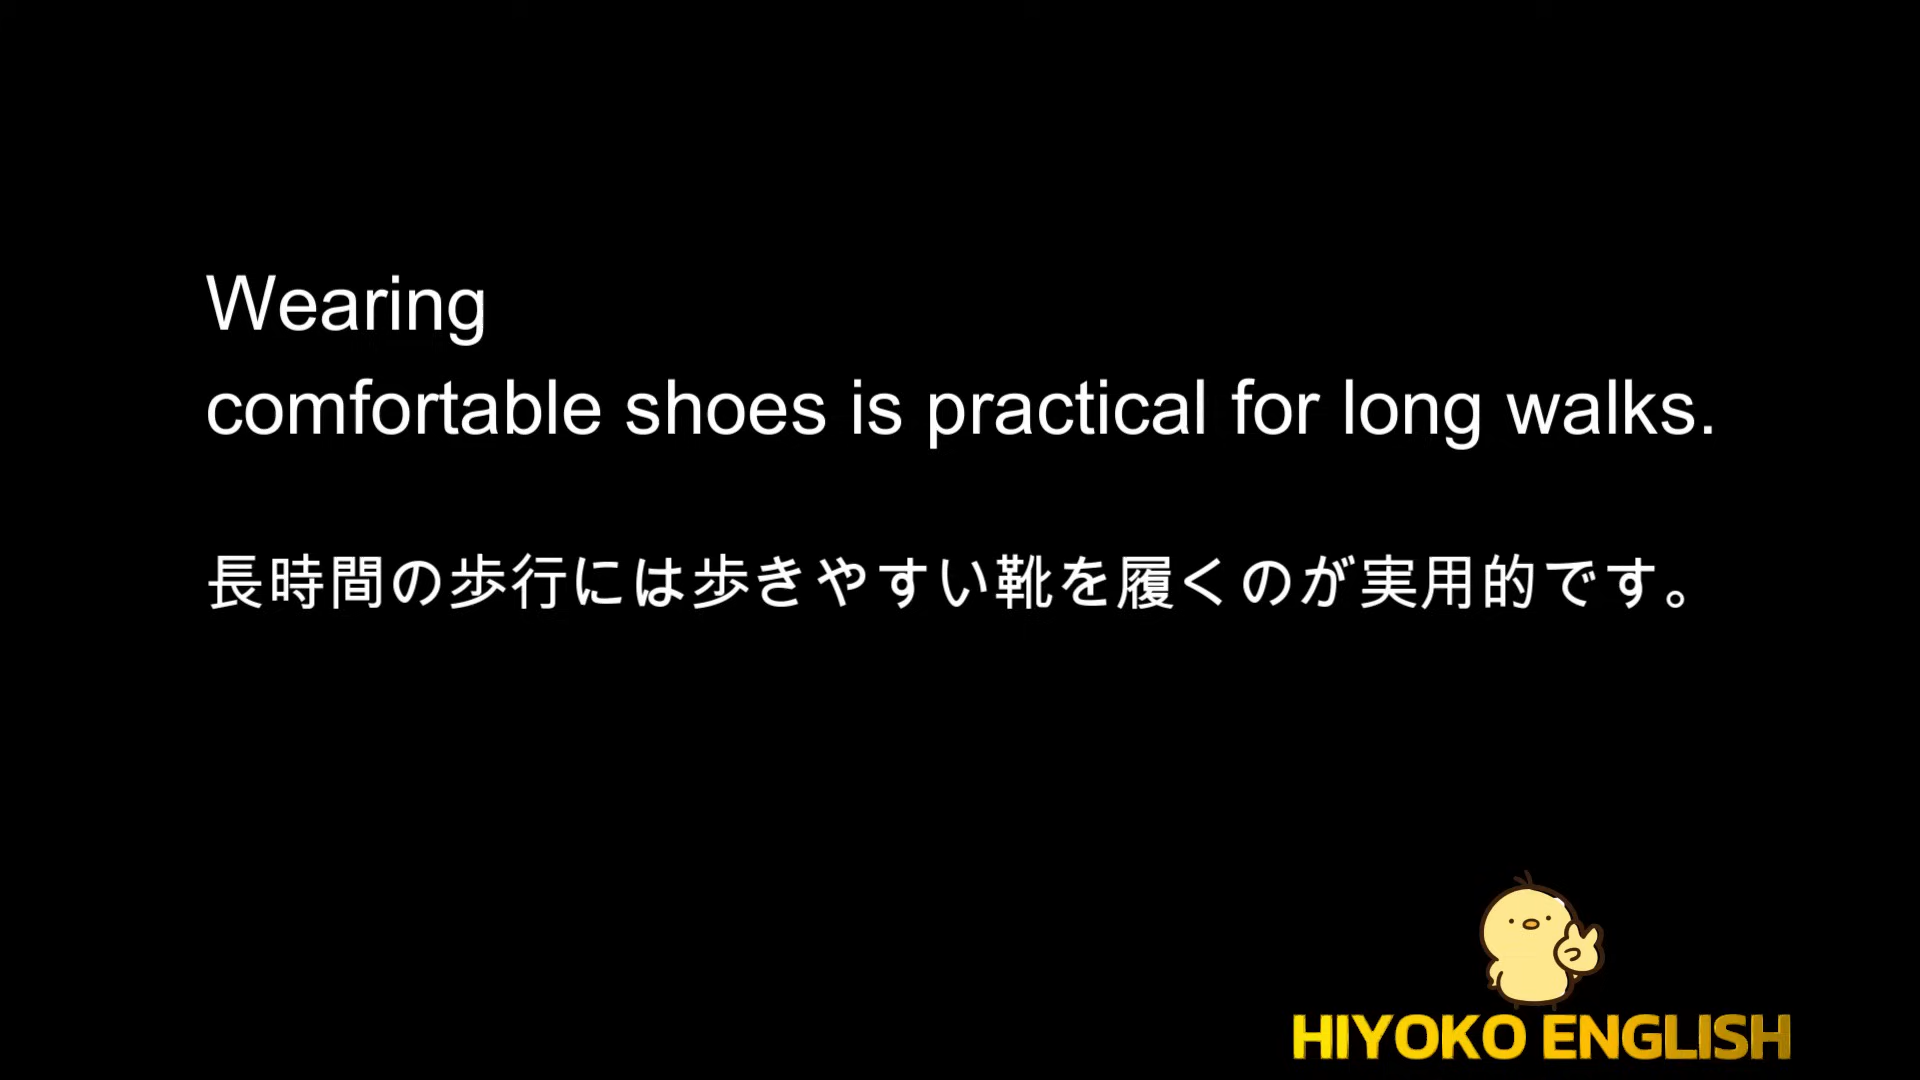 Wearing
comfortable shoes is practical for long walks.
長時間の歩行には歩きやすい靴を履くのが実用的です。
HIYOKO ENGLISH